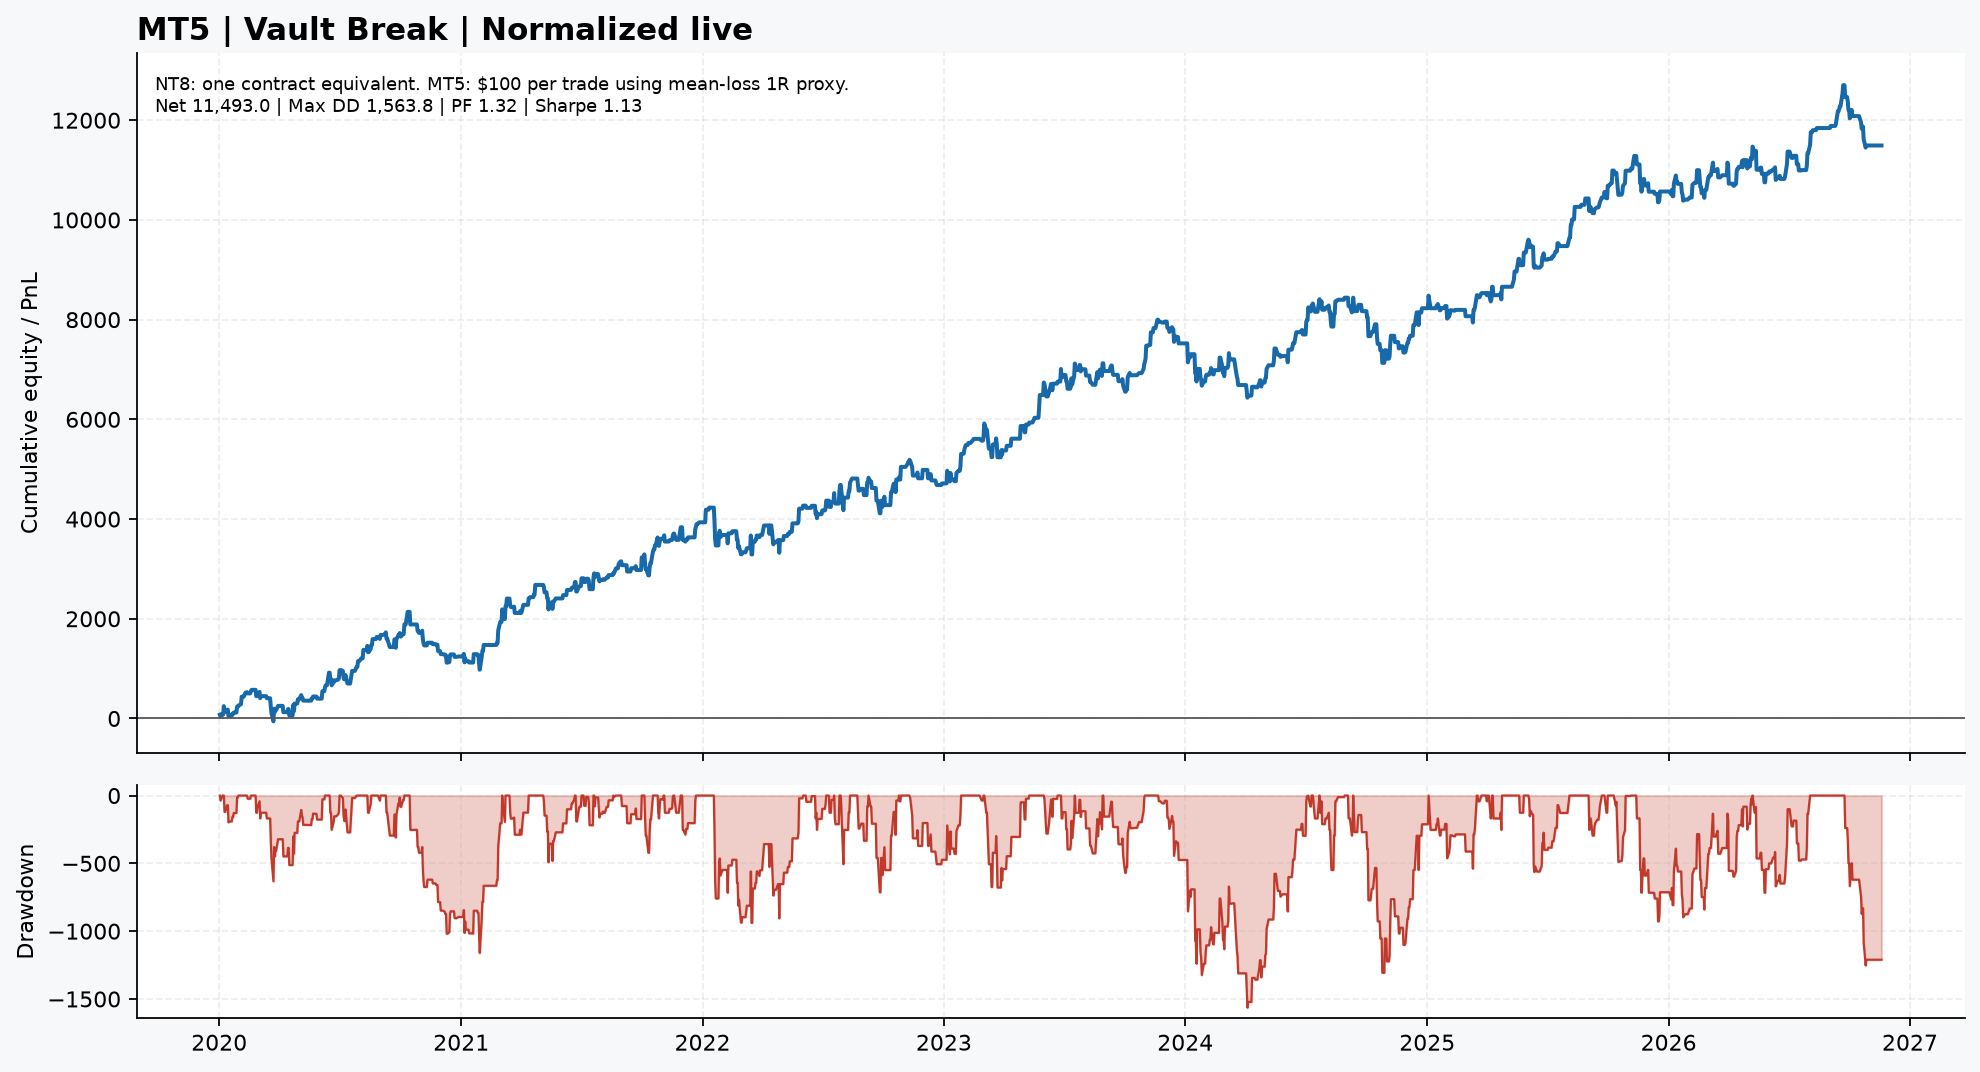 MT5 | Vault Break | Normalized live
NT8: one contract equivalent. MT5: $100 per trade using mean-loss 1R proxy.
Net 11,493.0 | Max DD 1,563.8 | PF 1.32 | Sharpe 1.13
Cumulative equity / PnL
12000
10000
8000
6000
4000
2000
0
Drawdown
0
−500
−1000
−1500
2020 2021 2022 2023 2024 2025 2026 2027